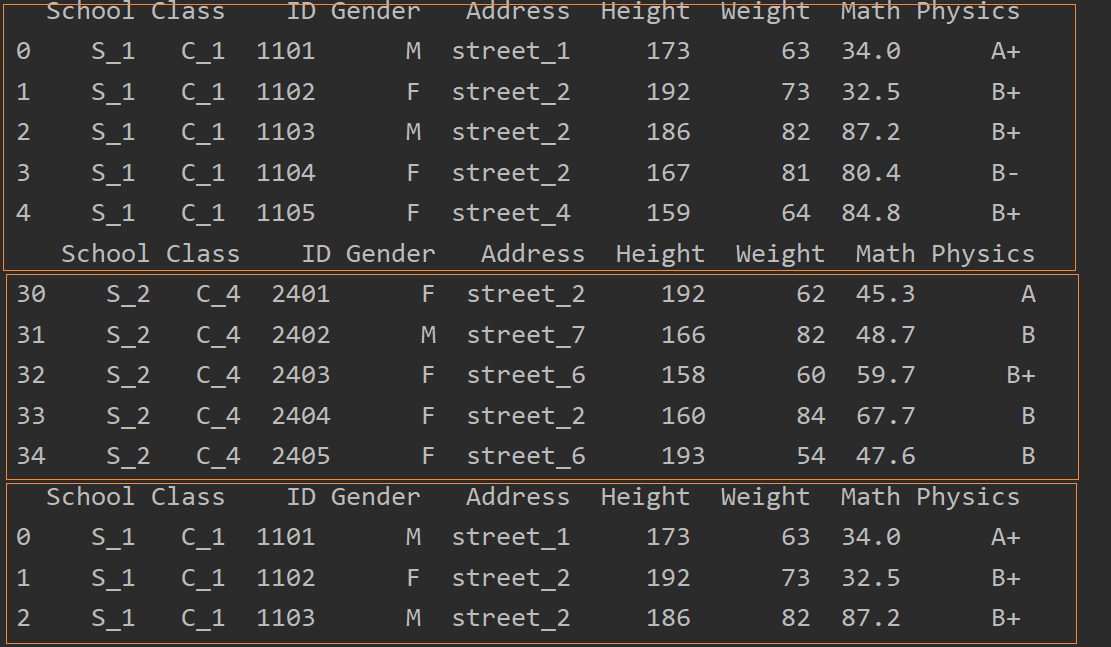 School Class ID Gender Address Height Weight Math Physics
0 S_1 C_1 1101 M street_1 173 63 34.0 A+
1 S_1 C_1 1102 F street_2 192 73 32.5 B+
2 S_1 C_1 1103 M street_2 186 82 87.2 B+
3 S_1 C_1 1104 F street_2 167 81 80.4 B-
4 S_1 C_1 1105 F street_4 159 64 84.8 B+
School Class ID Gender Address Height Weight Math Physics
30 S_2 C_4 2401 F street_2 192 62 45.3 A
31 S_2 C_4 2402 M street_7 166 82 48.7 B
32 S_2 C_4 2403 F street_6 158 60 59.7 B+
33 S_2 C_4 2404 F street_2 160 84 67.7 B
34 S_2 C_4 2405 F street_6 193 54 47.6 B
School Class ID Gender Address Height Weight Math Physics
0 S_1 C_1 1101 M street_1 173 63 34.0 A+
1 S_1 C_1 1102 F street_2 192 73 32.5 B+
2 S_1 C_1 1103 M street_2 186 82 87.2 B+